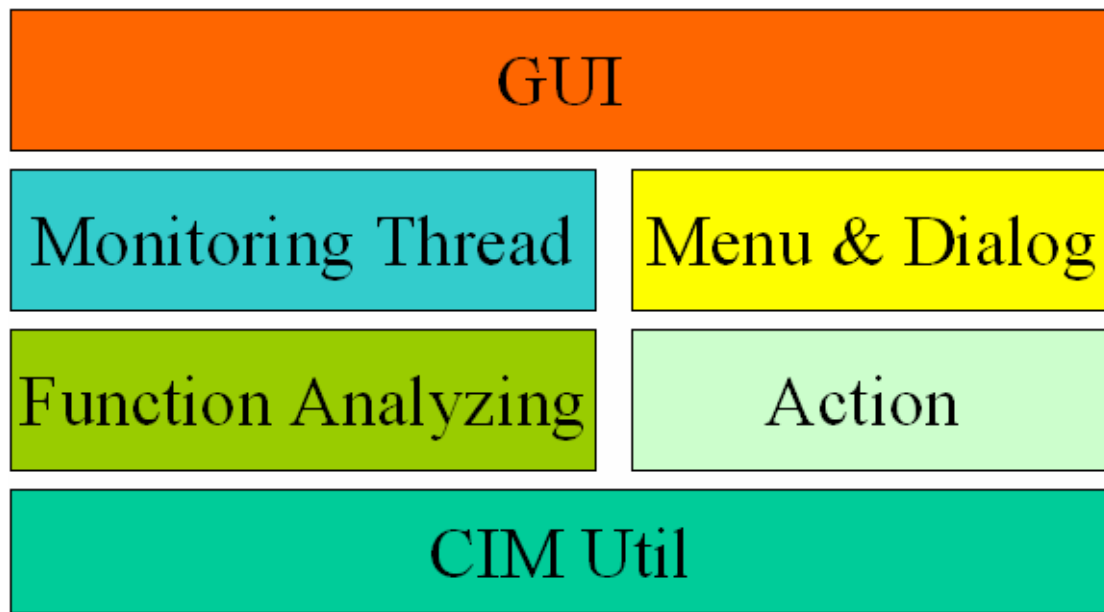 GUI
Monitoring Thread
Menu & Dialog
Function Analyzing
Action
CIM Util